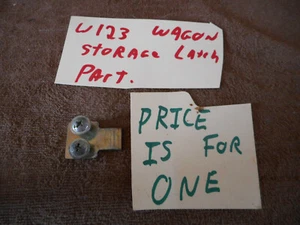 W123 WAGON
STORAGE Latch
PART.
PRICE
IS FOR
ONE